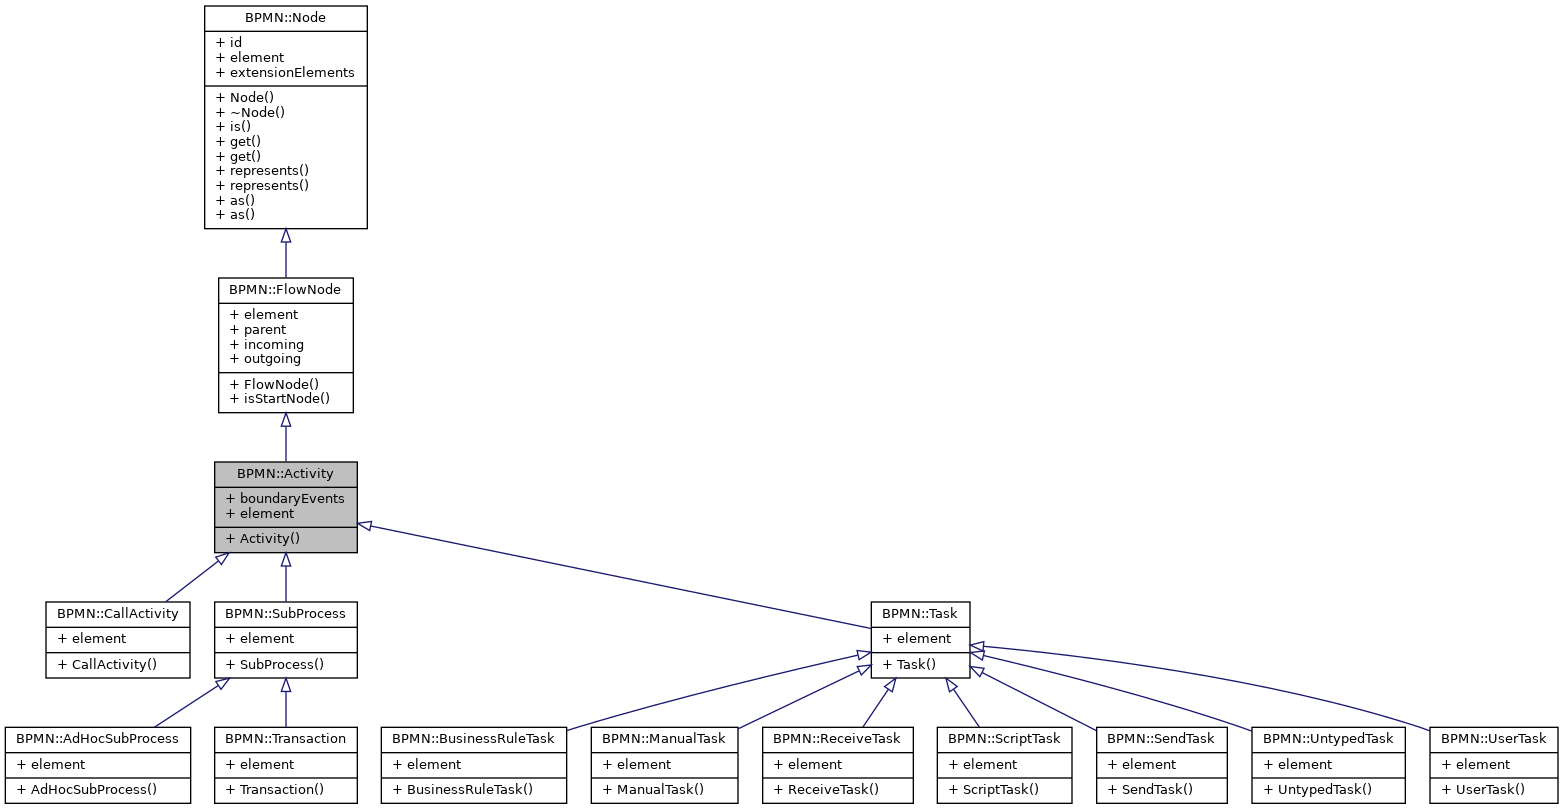 BPMN::Node
+ id
+ element
+ extensionElements
+ Node()
+ ~Node()
+ is()
+ get()
+ get()
+ represents()
+ represents()
+ as()
+ as()
BPMN::FlowNode
+ element
+ parent
+ incoming
+ outgoing
+ FlowNode()
+ isStartNode()
BPMN::Activity
+ boundaryEvents
+ element
+ Activity()
BPMN::CallActivity
+ element
+ CallActivity()
BPMN::SubProcess
+ element
+ SubProcess()
BPMN::Task
+ element
+ Task()
BPMN::AdHocSubProcess
+ element
+ AdHocSubProcess()
BPMN::Transaction
+ element
+ Transaction()
BPMN::BusinessRuleTask
+ element
+ BusinessRuleTask()
BPMN::ManualTask
+ element
+ ManualTask()
BPMN::ReceiveTask
+ element
+ ReceiveTask()
BPMN::ScriptTask
+ element
+ ScriptTask()
BPMN::SendTask
+ element
+ SendTask()
BPMN::UntypedTask
+ element
+ UntypedTask()
BPMN::UserTask
+ element
+ UserTask()